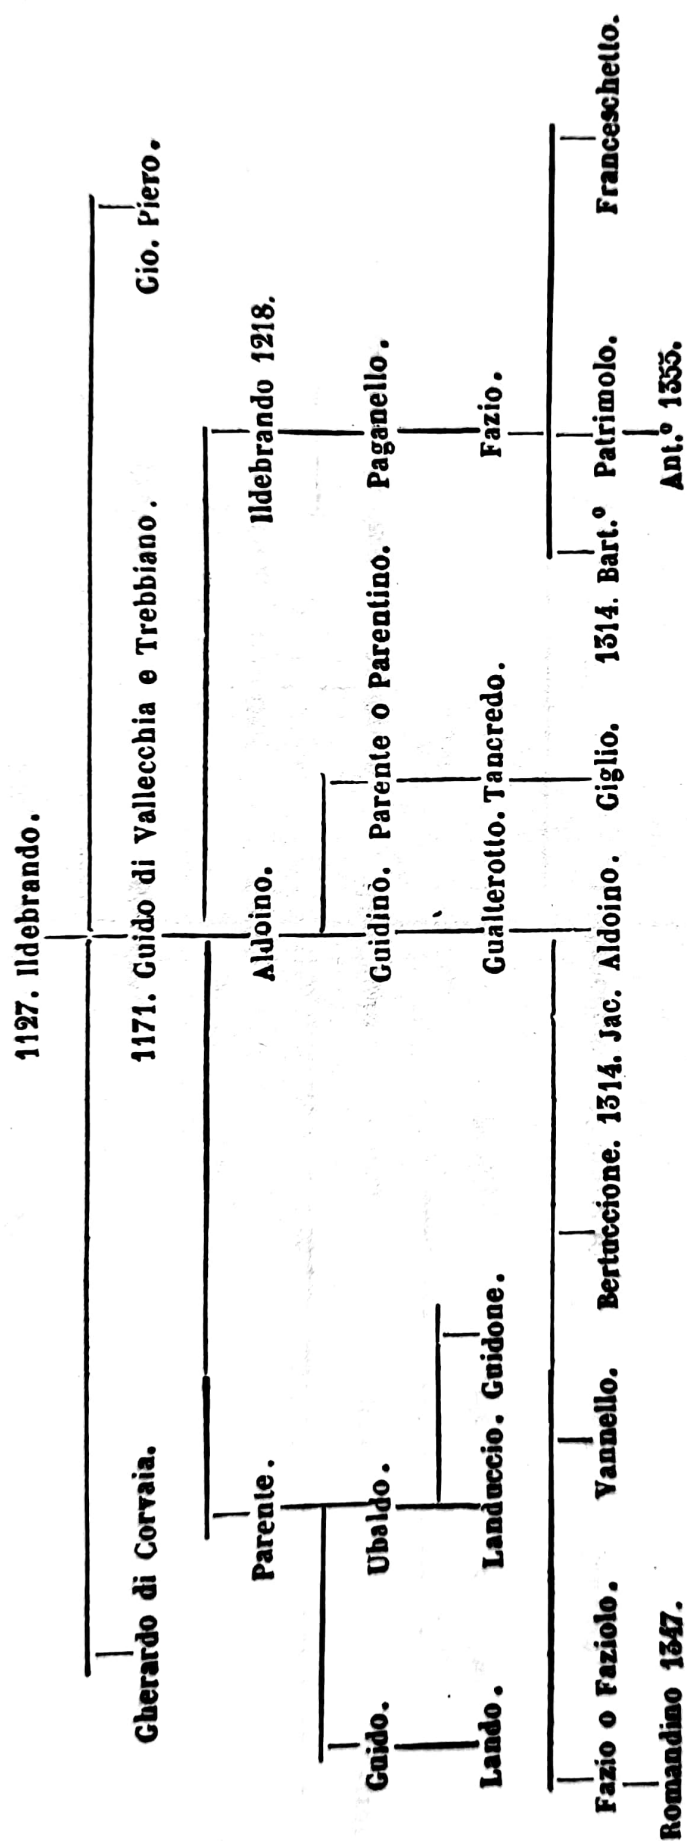 1127. Ildebrando.
Gherardo di Corvaia. 1171. Guido di Vallecchia e Trebbiano. Gio. Piero.
Parente. Aldoino. Ildebrando 1218.
Guido. Ubaldo. Guidino. Parente o Parentino. Paganello.
Lando. Landuccio. Guidone. Gualterotto. Tancredo. Fazio.
Fazio o Faziolo. Vannello. Bertuccione. 1314. Jac. Aldoino. Giglio. 1314. Bart.º Patrimolo. Franceschetto.
Romandino 1347. Ant.º 1355.